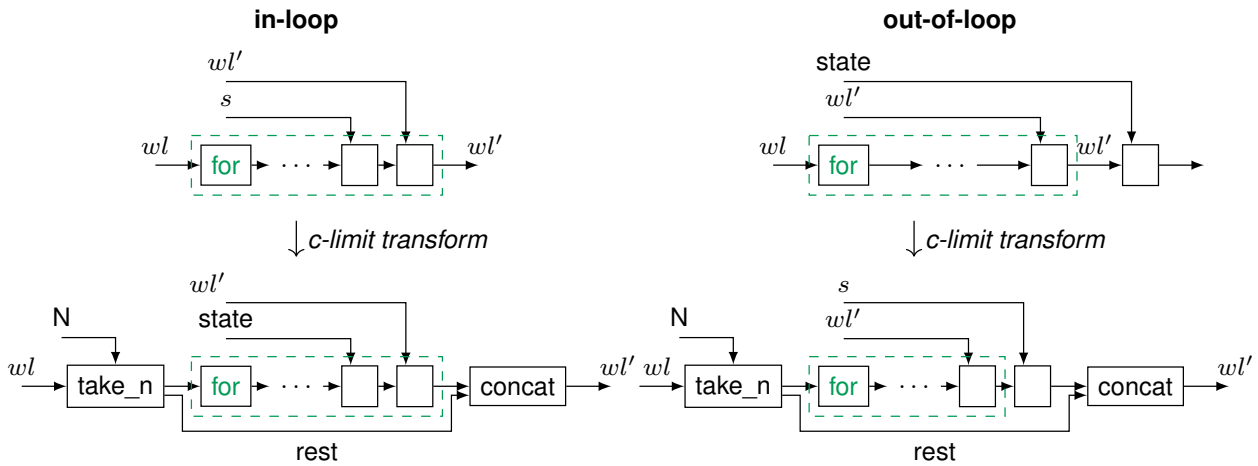 in-loop
wl′
s
wl
for
· · ·
wl′
c-limit transform
wl′
N
state
wl
take_n
for
· · ·
concat
wl′
rest
out-of-loop
state
wl′
wl
for
· · ·
wl′
c-limit transform
s
N
wl′
wl
take_n
for
· · ·
concat
wl′
rest